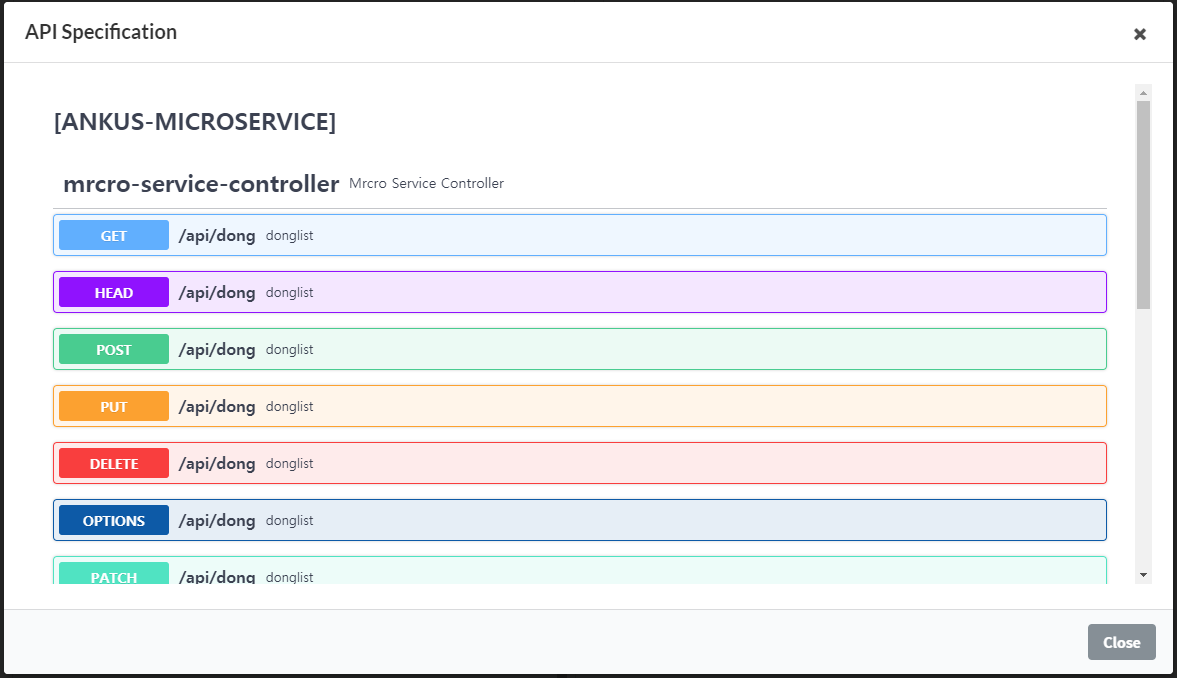 API Specification
[ANKUS-MICROSERVICE]
mrcro-service-controller Mrcro Service Controller
GET /api/dong donglist
HEAD /api/dong donglist
POST /api/dong donglist
PUT /api/dong donglist
DELETE /api/dong donglist
OPTIONS /api/dong donglist
PATCH /api/dong donglist
Close